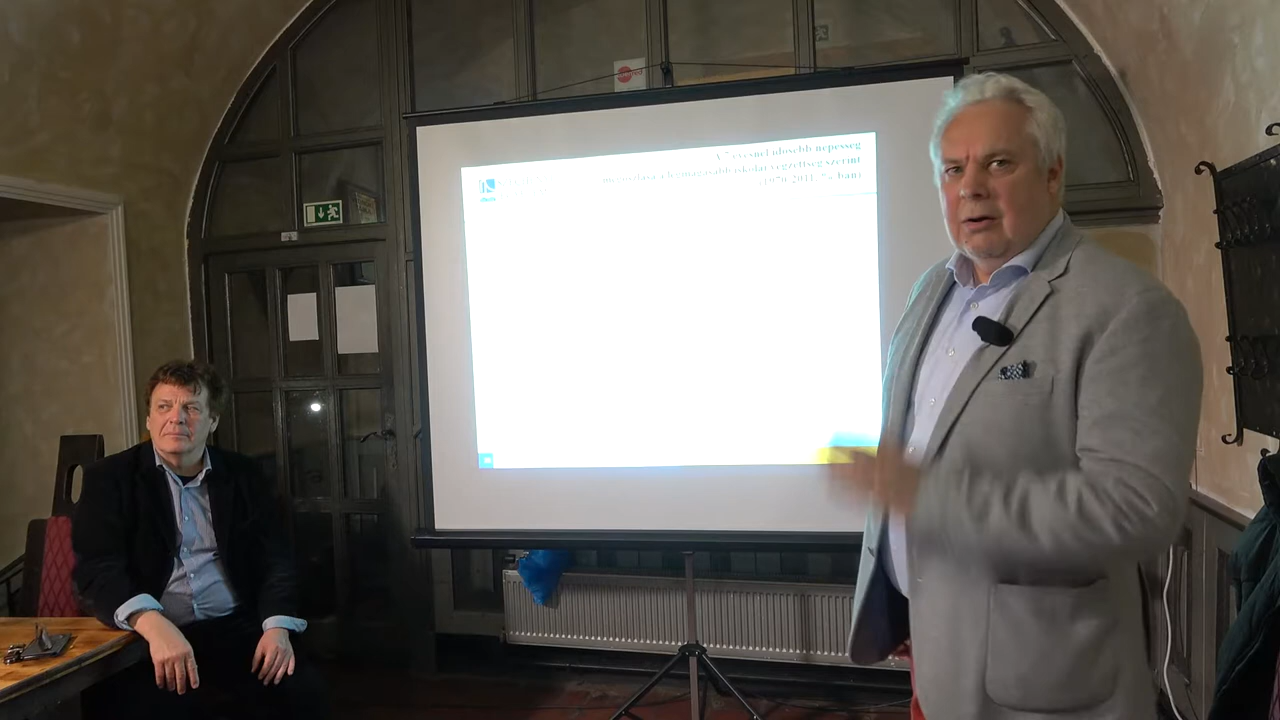 A 7 évesnél idősebb népesség
megoszlása a legmagasabb iskolai végzettség szerint
(1970-2011, %-ban)